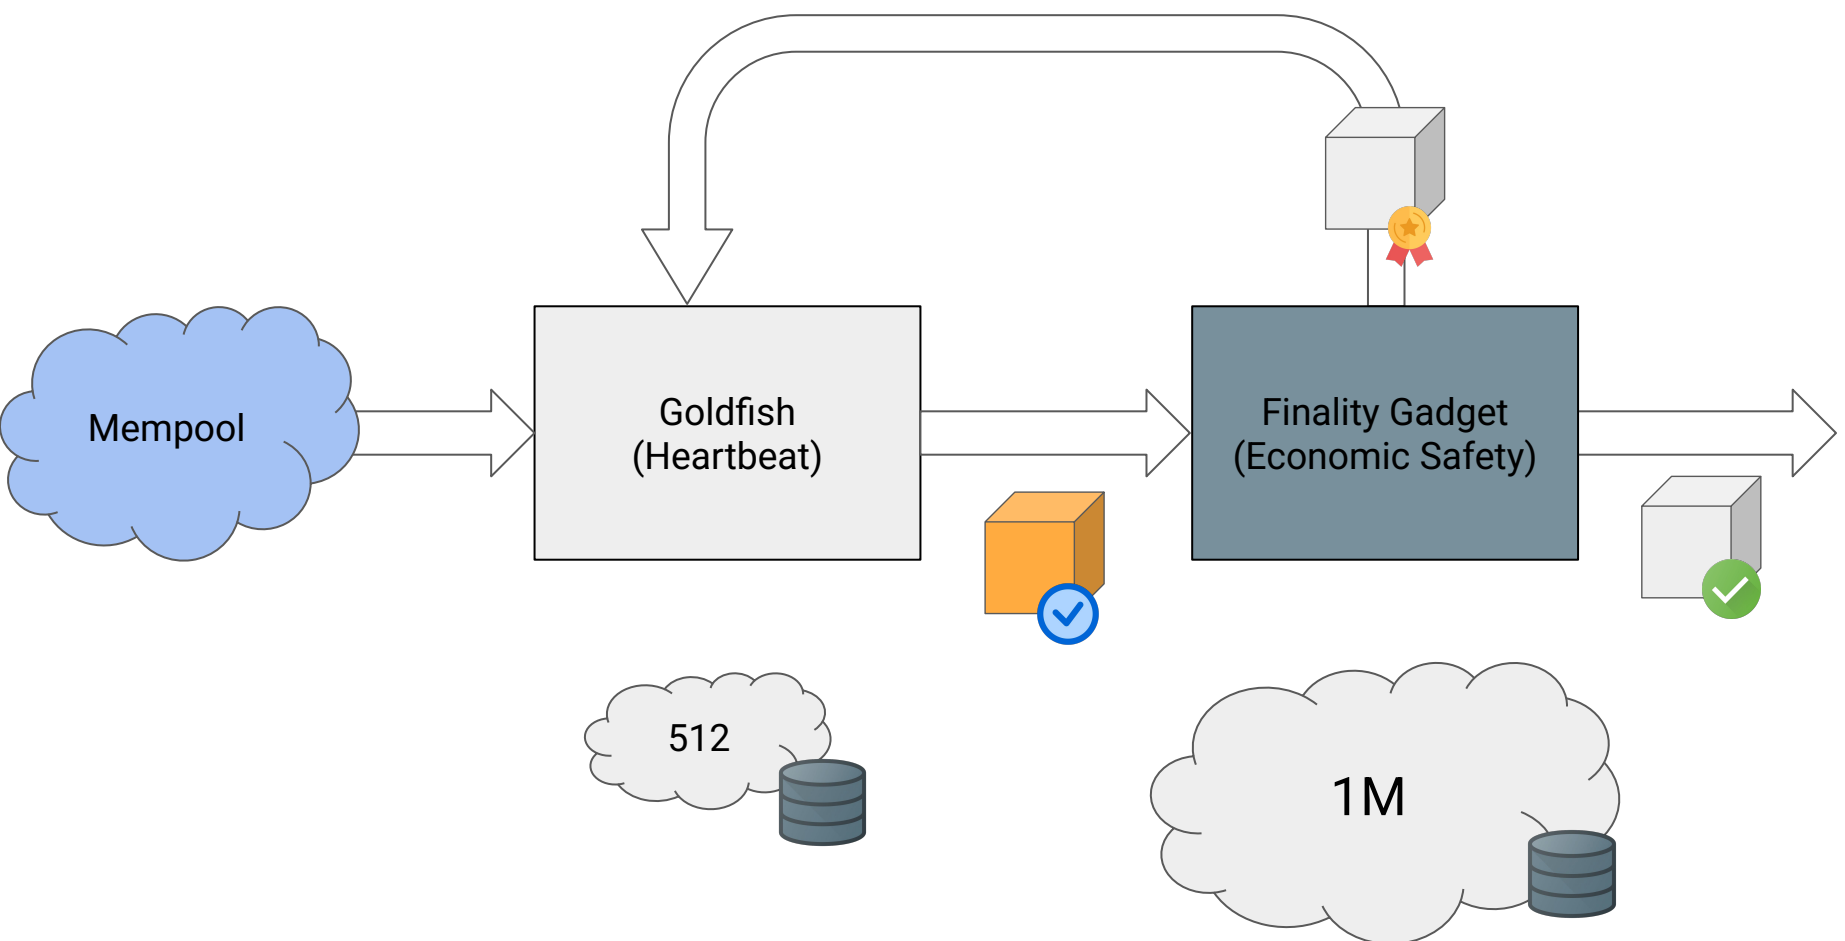 Mempool
Goldfish
(Heartbeat)
Finality Gadget
(Economic Safety)
512
1M